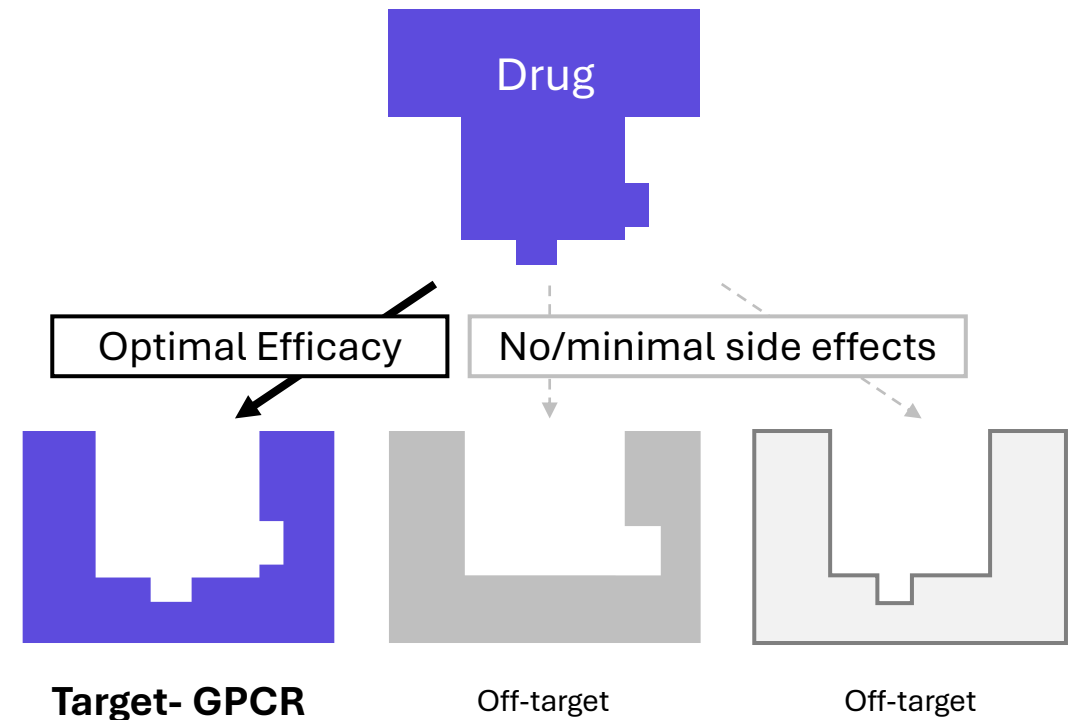 Drug
Optimal Efficacy
No/minimal side effects
Target- GPCR
Off-target
Off-target